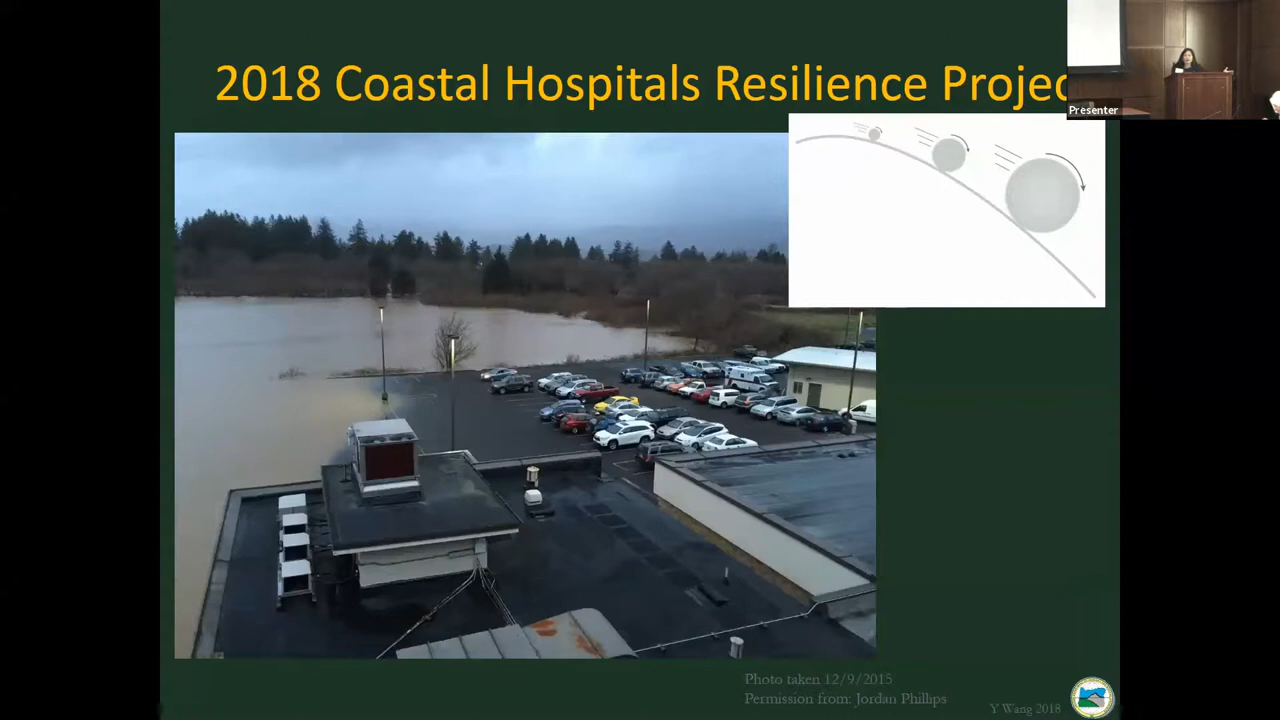 2018 Coastal Hospitals Resilience Projec
Presenter
Photo taken 12/9/2015
Permission from: Jordan Phillips
Y Wang 2018